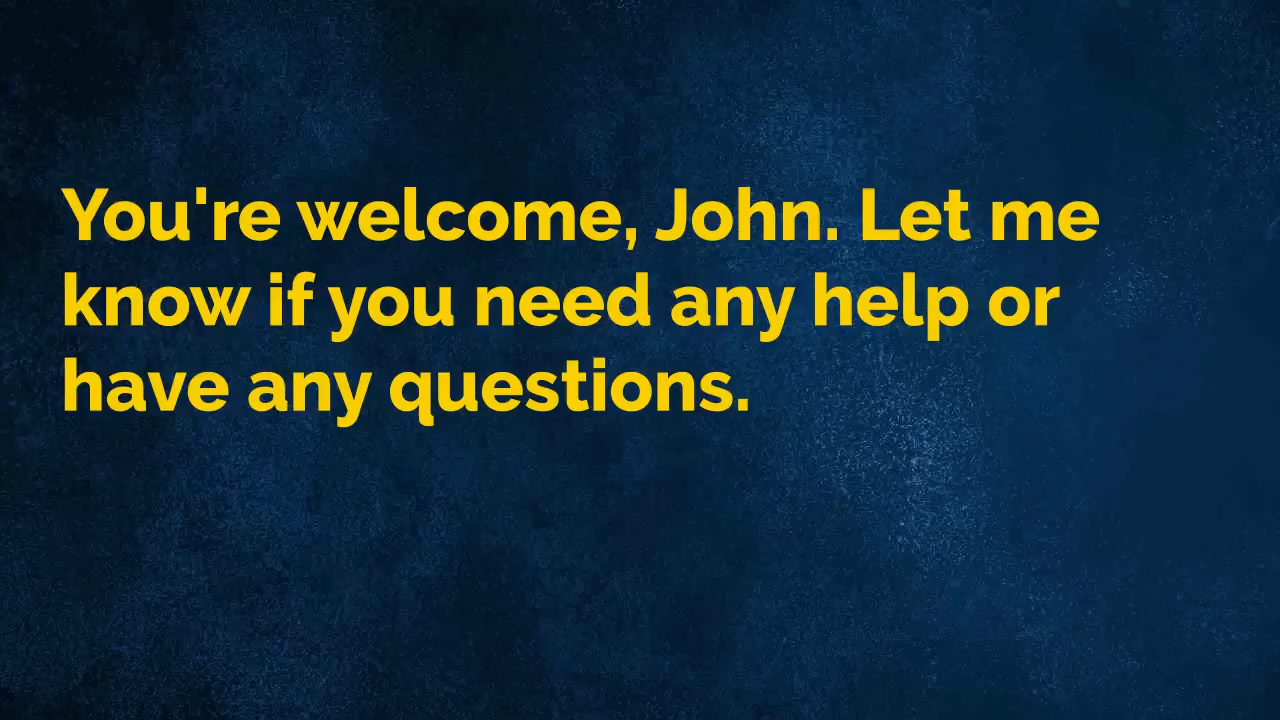 You're welcome, John. Let me
know if you need any help or
have any questions.